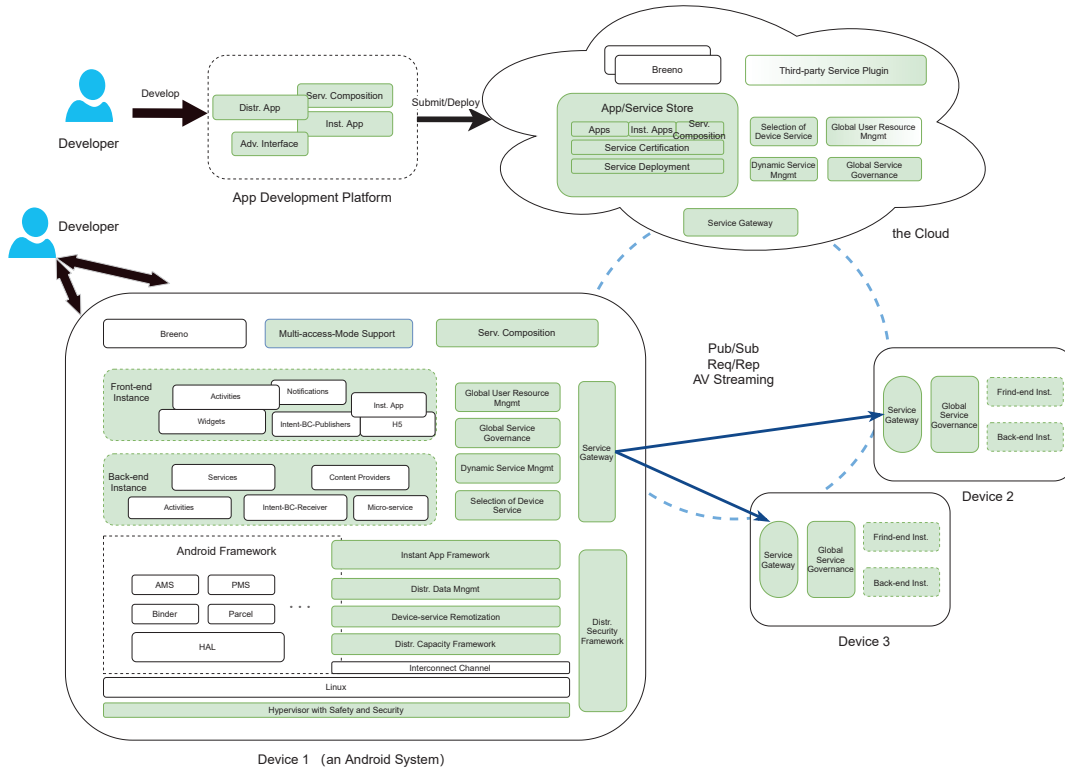 Developer
Develop
Distr. App
Serv. Composition
Inst. App
Adv. Interface
App Development Platform
Submit/Deploy
Breeno
Third-party Service Plugin
App/Service Store
Apps
Inst. Apps
Serv.
Composition
Service Certification
Service Deployment
Selection of
Device Service
Global User Resource
Mngmt
Dynamic Service
Mngmt
Global Service
Governance
Service Gateway
the Cloud
Developer
Breeno
Multi-access-Mode Support
Serv. Composition
Front-end
Instance
Activities
Notifications
Inst. App
Widgets
Intent-BC-Publishers
H5
Back-end
Instance
Services
Content Providers
Activities
Intent-BC-Receiver
Micro-service
Global User Resource
Mngmt
Global Service
Governance
Dynamic Service Mngmt
Selection of Device
Service
Service
Gateway
Android Framework
AMS
PMS
Binder
Parcel
. . .
HAL
Instant App Framework
Distr. Data Mngmt
Device-service Remotization
Distr. Capacity Framework
Interconnect Channel
Linux
Hypervisor with Safety and Security
Distr.
Security
Framework
Device 1 (an Android System)
Pub/Sub
Req/Rep
AV Streaming
Service
Gateway
Global
Service
Governance
Frind-end Inst.
Back-end Inst.
Device 2
Service
Gateway
Global
Service
Governance
Frind-end Inst.
Back-end Inst.
Device 3